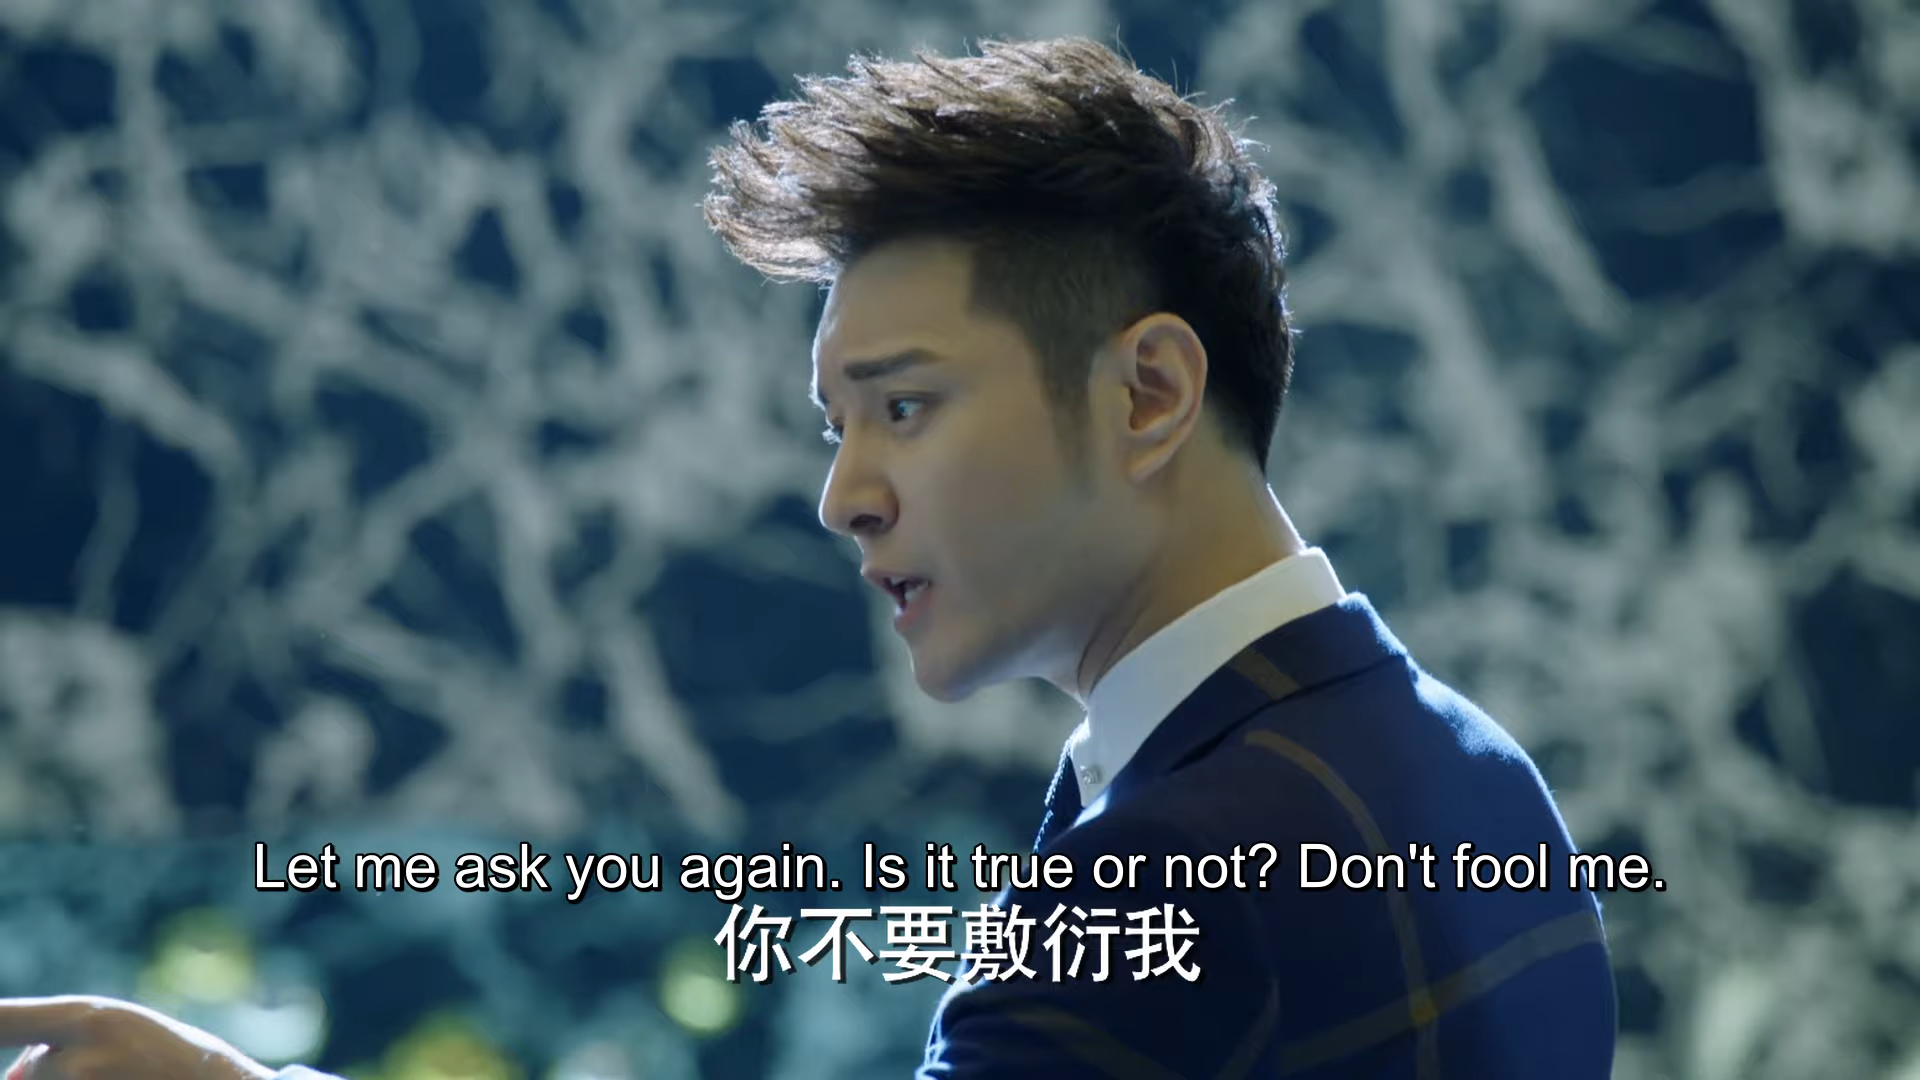 Let me ask you again. Is it true or not? Don't fool me.
你不要敷衍我